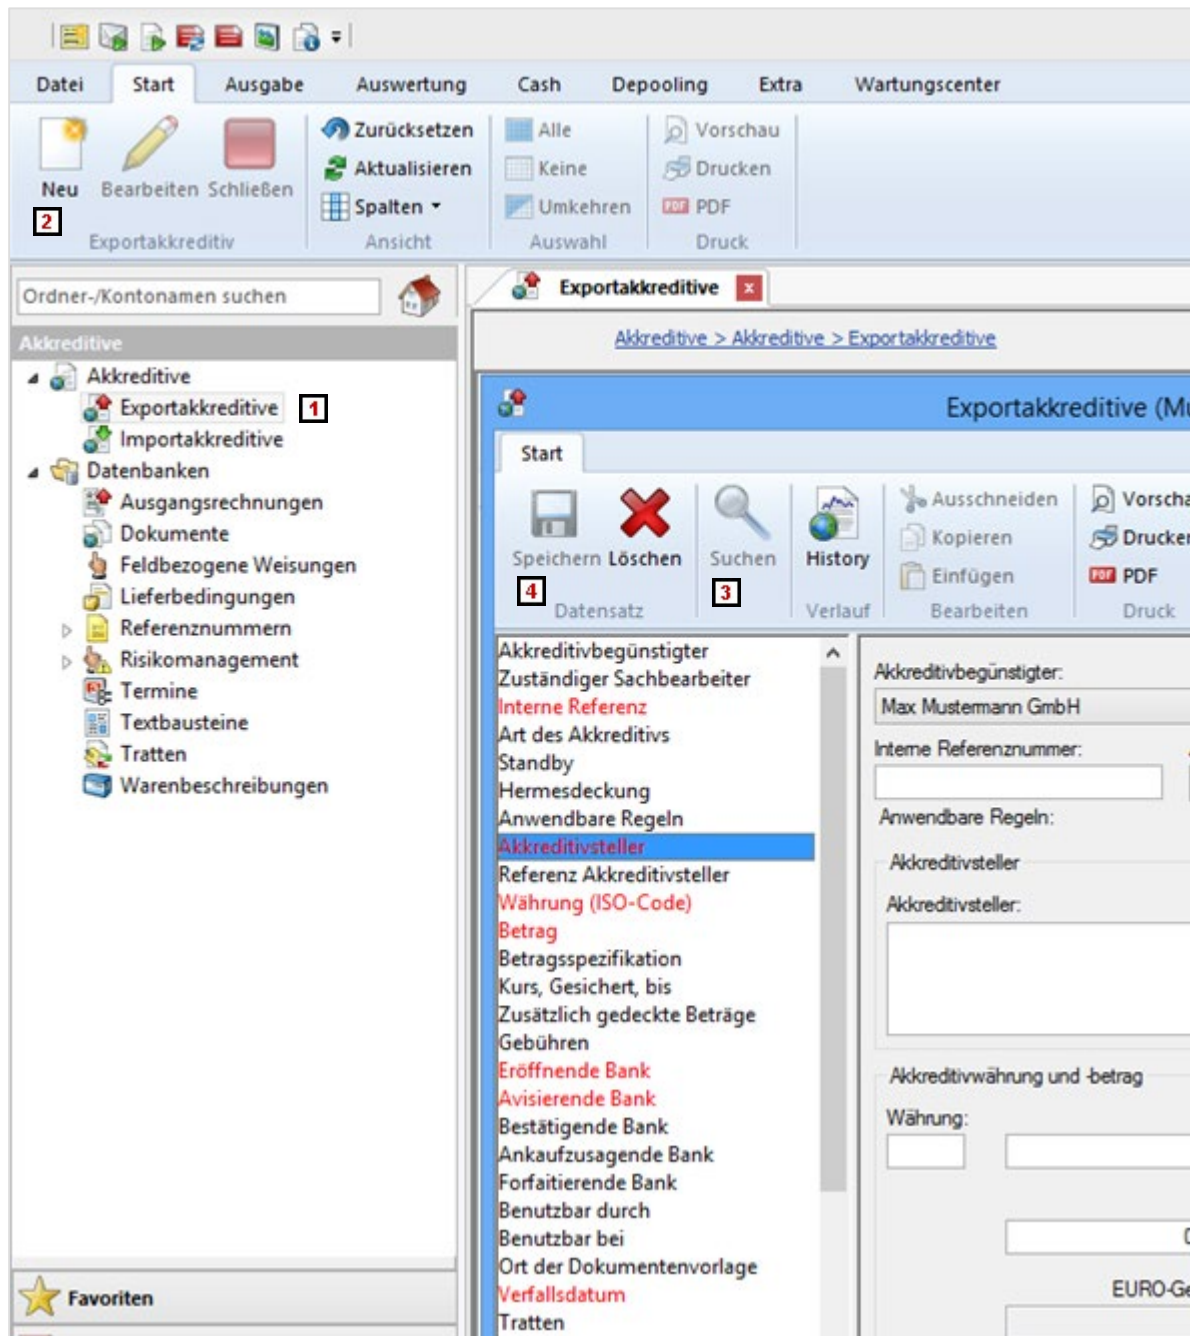 Datei Start Ausgabe Auswertung Cash Depooling Extra Wartungscenter
Neu Bearbeiten Schließen
2
Exportakkreditiv
Zurücksetzen
Aktualisieren
Spalten
Ansicht
Alle
Keine
Umkehren
Auswahl
Vorschau
Drucken
PDF PDF
Druck
Ordner-/Kontonamen suchen
Akkreditive
Akkreditive
Exportakkreditive 1
Importakkreditive
Datenbanken
Ausgangsrechnungen
Dokumente
Feldbezogene Weisungen
Lieferbedingungen
Referenznummern
Risikomanagement
Termine
Textbausteine
Tratten
Warenbeschreibungen
Favoriten
Exportakkreditive x
Akkreditive > Akkreditive > Exportakkreditive
Exportakkreditive (Mu
Start
Speichern Löschen
4
Datensatz
Suchen
3
History
Verlauf
Ausschneiden
Kopieren
Einfügen
Bearbeiten
Vorscha
Drucker
PDF PDF
Druck
Akkreditivbegünstigter
Zuständiger Sachbearbeiter
Interne Referenz
Art des Akkreditivs
Standby
Hermesdeckung
Anwendbare Regeln
Akkreditivsteller
Referenz Akkreditivsteller
Währung (ISO-Code)
Betrag
Betragsspezifikation
Kurs, Gesichert, bis
Zusätzlich gedeckte Beträge
Gebühren
Eröffnende Bank
Avisierende Bank
Bestätigende Bank
Ankaufzusagende Bank
Forfaitierende Bank
Benutzbar durch
Benutzbar bei
Ort der Dokumentenvorlage
Verfallsdatum
Tratten
Akkreditivbegünstigter:
Max Mustermann GmbH
Interne Referenznummer:
Anwendbare Regeln:
Akkreditivsteller
Akkreditivsteller:
Akkreditivwährung und -betrag
Währung:
EURO-Ge